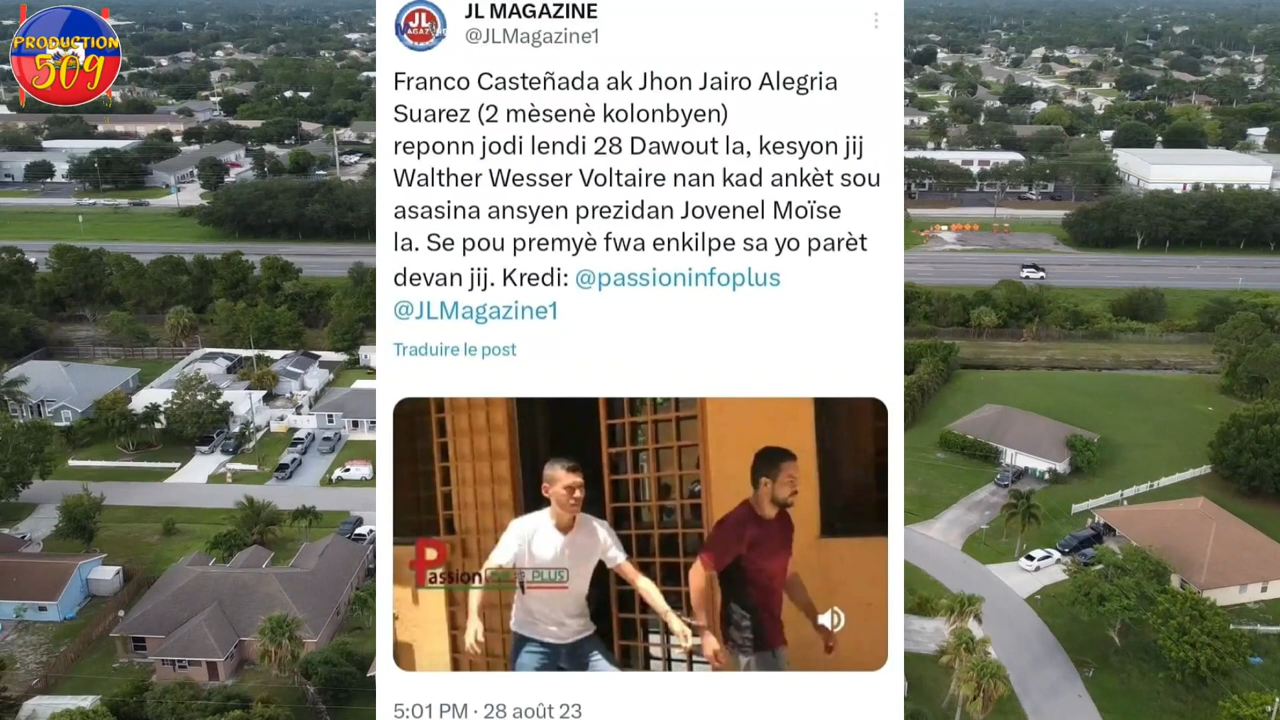 PRODUCTION
509
JL
MAGAZINE
JL MAGAZINE
@JLMagazine1
Franco Casteñada ak Jhon Jairo Alegria
Suarez (2 mèsenè kolonbyen)
reponn jodi lendi 28 Dawout la, kesyon jij
Walther Wesser Voltaire nan kad ankèt sou
asasina ansyen prezidan Jovenel Moïse
la. Se pou premyè fwa enkilpe sa yo parèt
devan jij. Kredi: @passioninfoplus
@JLMagazine1
Traduire le post
Passion INFO PLUS
5:01 PM · 28 août 23